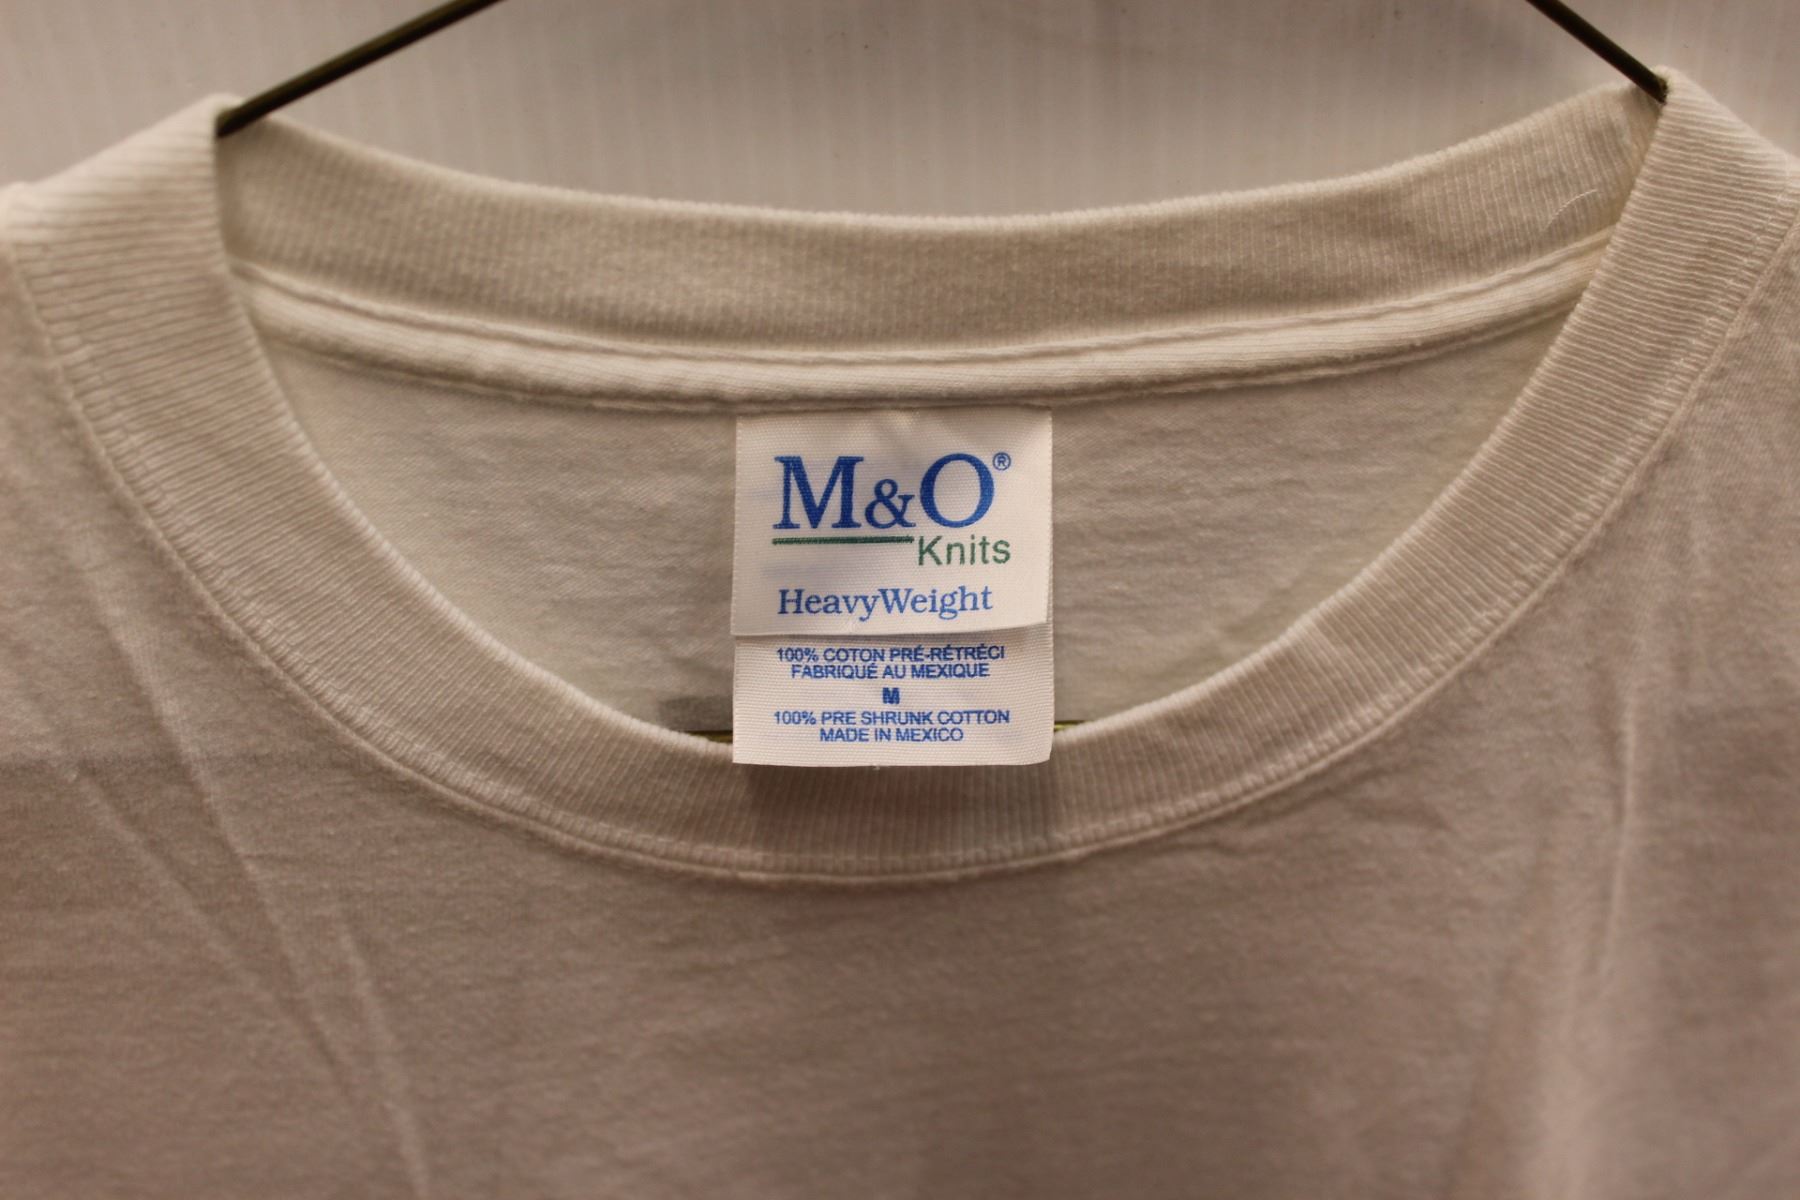 M&O®
Knits
HeavyWeight
100% COTON PRÉ-RÉTRÉCI
FABRIQUÉ AU MEXIQUE
M
100% PRE SHRUNK COTTON
MADE IN MEXICO